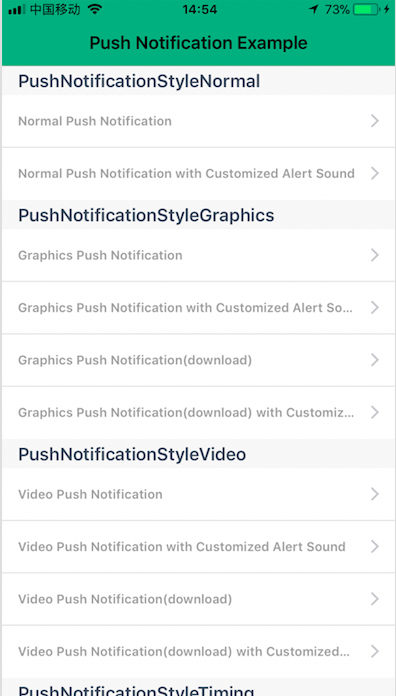 中国移动 14:54 73%
Push Notification Example
PushNotificationStyleNormal
Normal Push Notification
Normal Push Notification with Customized Alert Sound
PushNotificationStyleGraphics
Graphics Push Notification
Graphics Push Notification with Customized Alert So...
Graphics Push Notification(download)
Graphics Push Notification(download) with Customiz...
PushNotificationStyleVideo
Video Push Notification
Video Push Notification with Customized Alert Sound
Video Push Notification(download)
Video Push Notification(download) with Customized...
PushNotificationStyleTiming